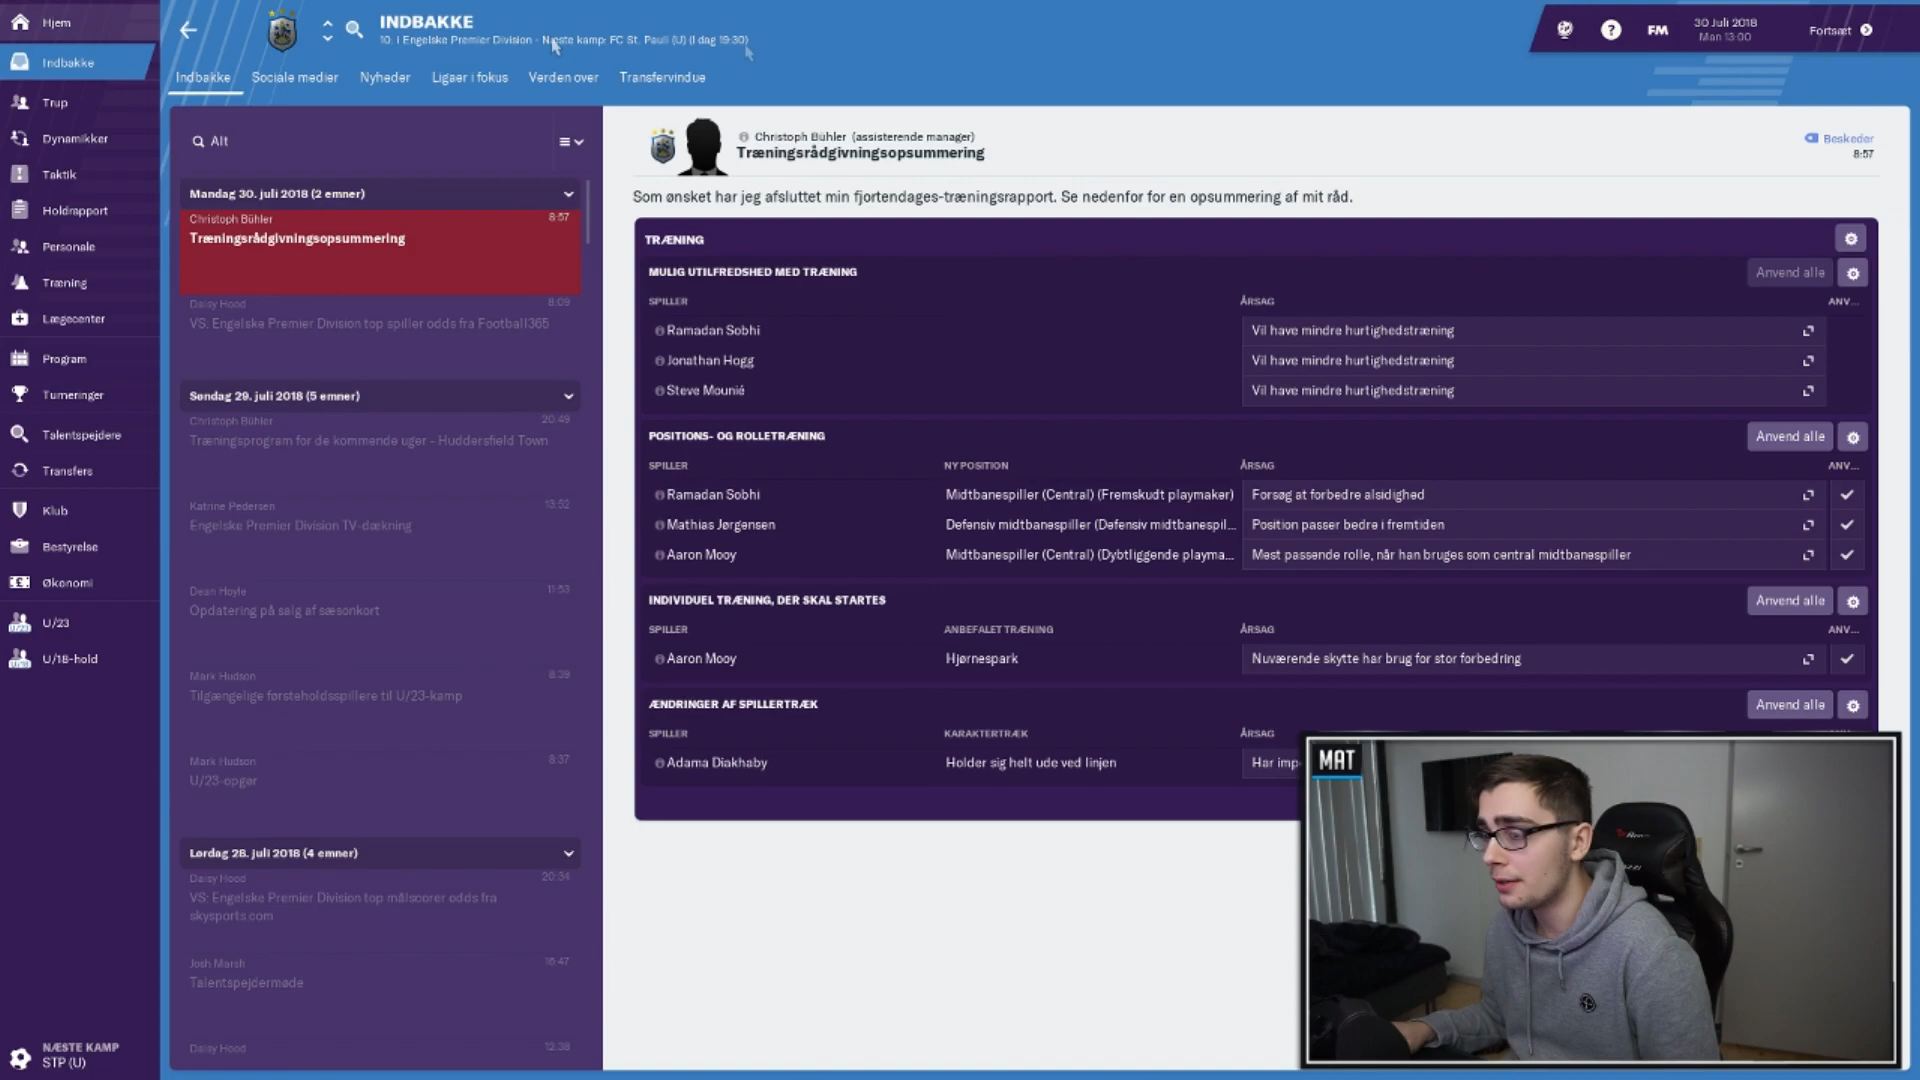 Hjem
Indbakke
Trup
Dynamikker
Taktik
Holdrapport
Personale
Træning
Lægecenter
Program
Turneringer
Talentspejdere
Transfers
Klub
Bestyrelse
Økonomi
U/23
U/18-hold
NÆSTE KAMP
STP (U)
INDBAKKE
10. i Engelske Premier Division - Næste kamp: FC St. Pauli (U) (I dag 19:30)
30 Juli 2018
Man 13:00
FM
Fortsæt
Indbakke Sociale medier Nyheder Ligaer i fokus Verden over Transfervindue
Alt
Mandag 30. juli 2018 (2 emner)
Christoph Bühler 8:57
Træningsrådgivningsopsummering
Daisy Hood 8:09
VS: Engelske Premier Division top spiller odds fra Football365
Søndag 29. juli 2018 (5 emner)
Christoph Bühler 20:49
Træningsprogram for de kommende uger - Huddersfield Town
Katrine Pedersen 13:52
Engelske Premier Division TV-dækning
Dean Hoyle 11:53
Opdatering på salg af sæsonkort
Mark Hudson 8:39
Tilgængelige førsteholdsspillere til U/23-kamp
Mark Hudson 8:37
U/23-opgør
Lørdag 28. juli 2018 (4 emner)
Daisy Hood 20:34
VS: Engelske Premier Division top målscorer odds fra
skysports.com
Josh Marsh 16:47
Talentspejdermøde
Daisy Hood 12:38
Christoph Bühler (assisterende manager)
Træningsrådgivningsopsummering
Beskeder
8:57
Som ønsket har jeg afsluttet min fjortendages-træningsrapport. Se nedenfor for en opsummering af mit råd.
TRÆNING
MULIG UTILFREDSHED MED TRÆNING Anvend alle
SPILLER ÅRSAG ANV...
Ramadan Sobhi Vil have mindre hurtighedstræning
Jonathan Hogg Vil have mindre hurtighedstræning
Steve Mounié Vil have mindre hurtighedstræning
POSITIONS- OG ROLLETRÆNING Anvend alle
SPILLER NY POSITION ÅRSAG ANV...
Ramadan Sobhi Midtbanespiller (Central) (Fremskudt playmaker) Forsøg at forbedre alsidighed
Mathias Jørgensen Defensiv midtbanespiller (Defensiv midtbanespil... Position passer bedre i fremtiden
Aaron Mooy Midtbanespiller (Central) (Dybtliggende playma... Mest passende rolle, når han bruges som central midtbanespiller
INDIVIDUEL TRÆNING, DER SKAL STARTES Anvend alle
SPILLER ANBEFALET TRÆNING ÅRSAG ANV...
Aaron Mooy Hjørnespark Nuværende skytte har brug for stor forbedring
ÆNDRINGER AF SPILLERTRÆK Anvend alle
SPILLER KARAKTERTRÆK ÅRSAG
Adama Diakhaby Holder sig helt ude ved linjen Har imp
MAT